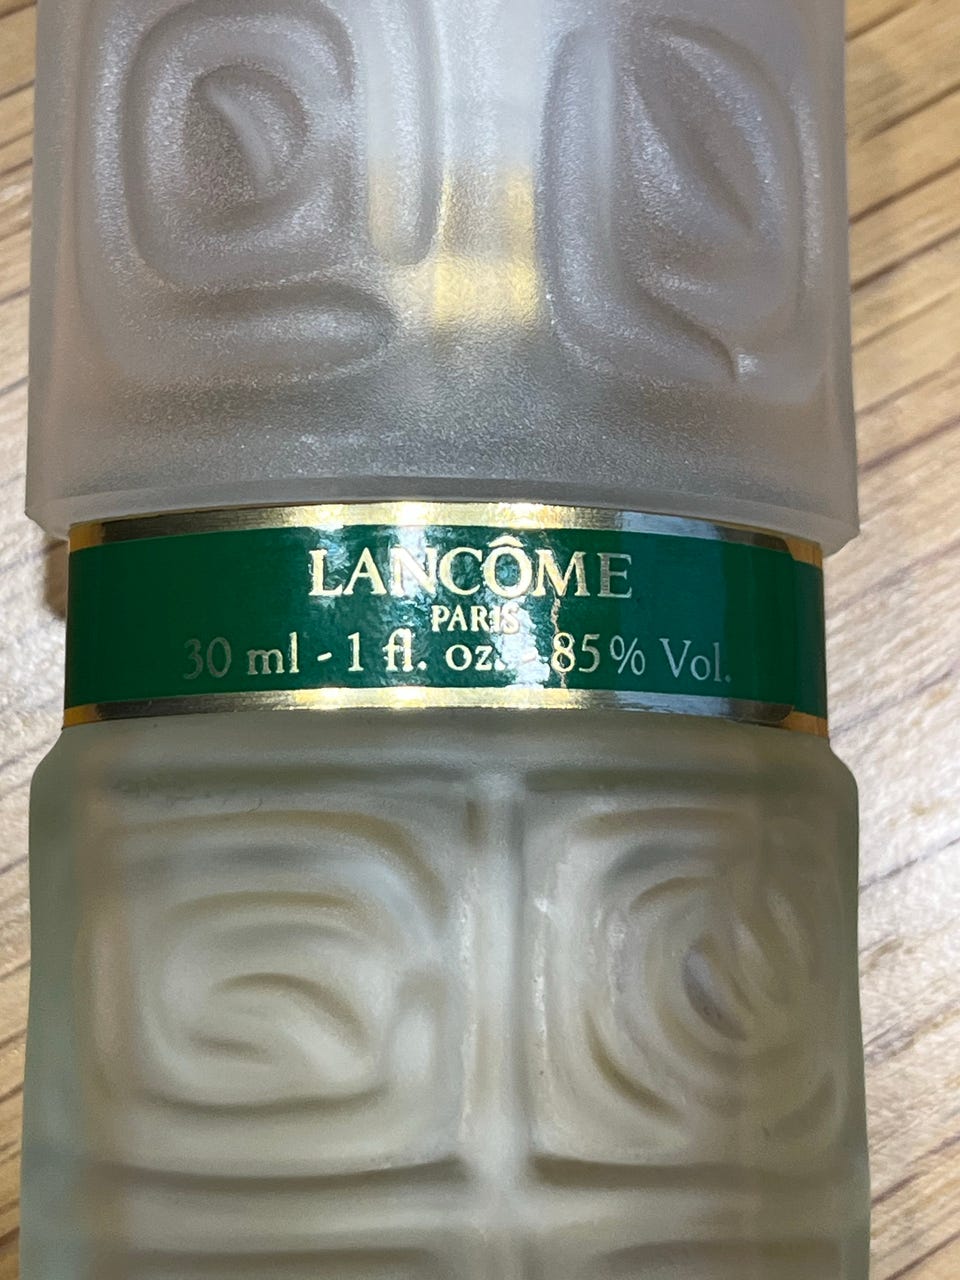 LANCÔME
PARIS
30 ml - 1 fl. oz. - 85% Vol.